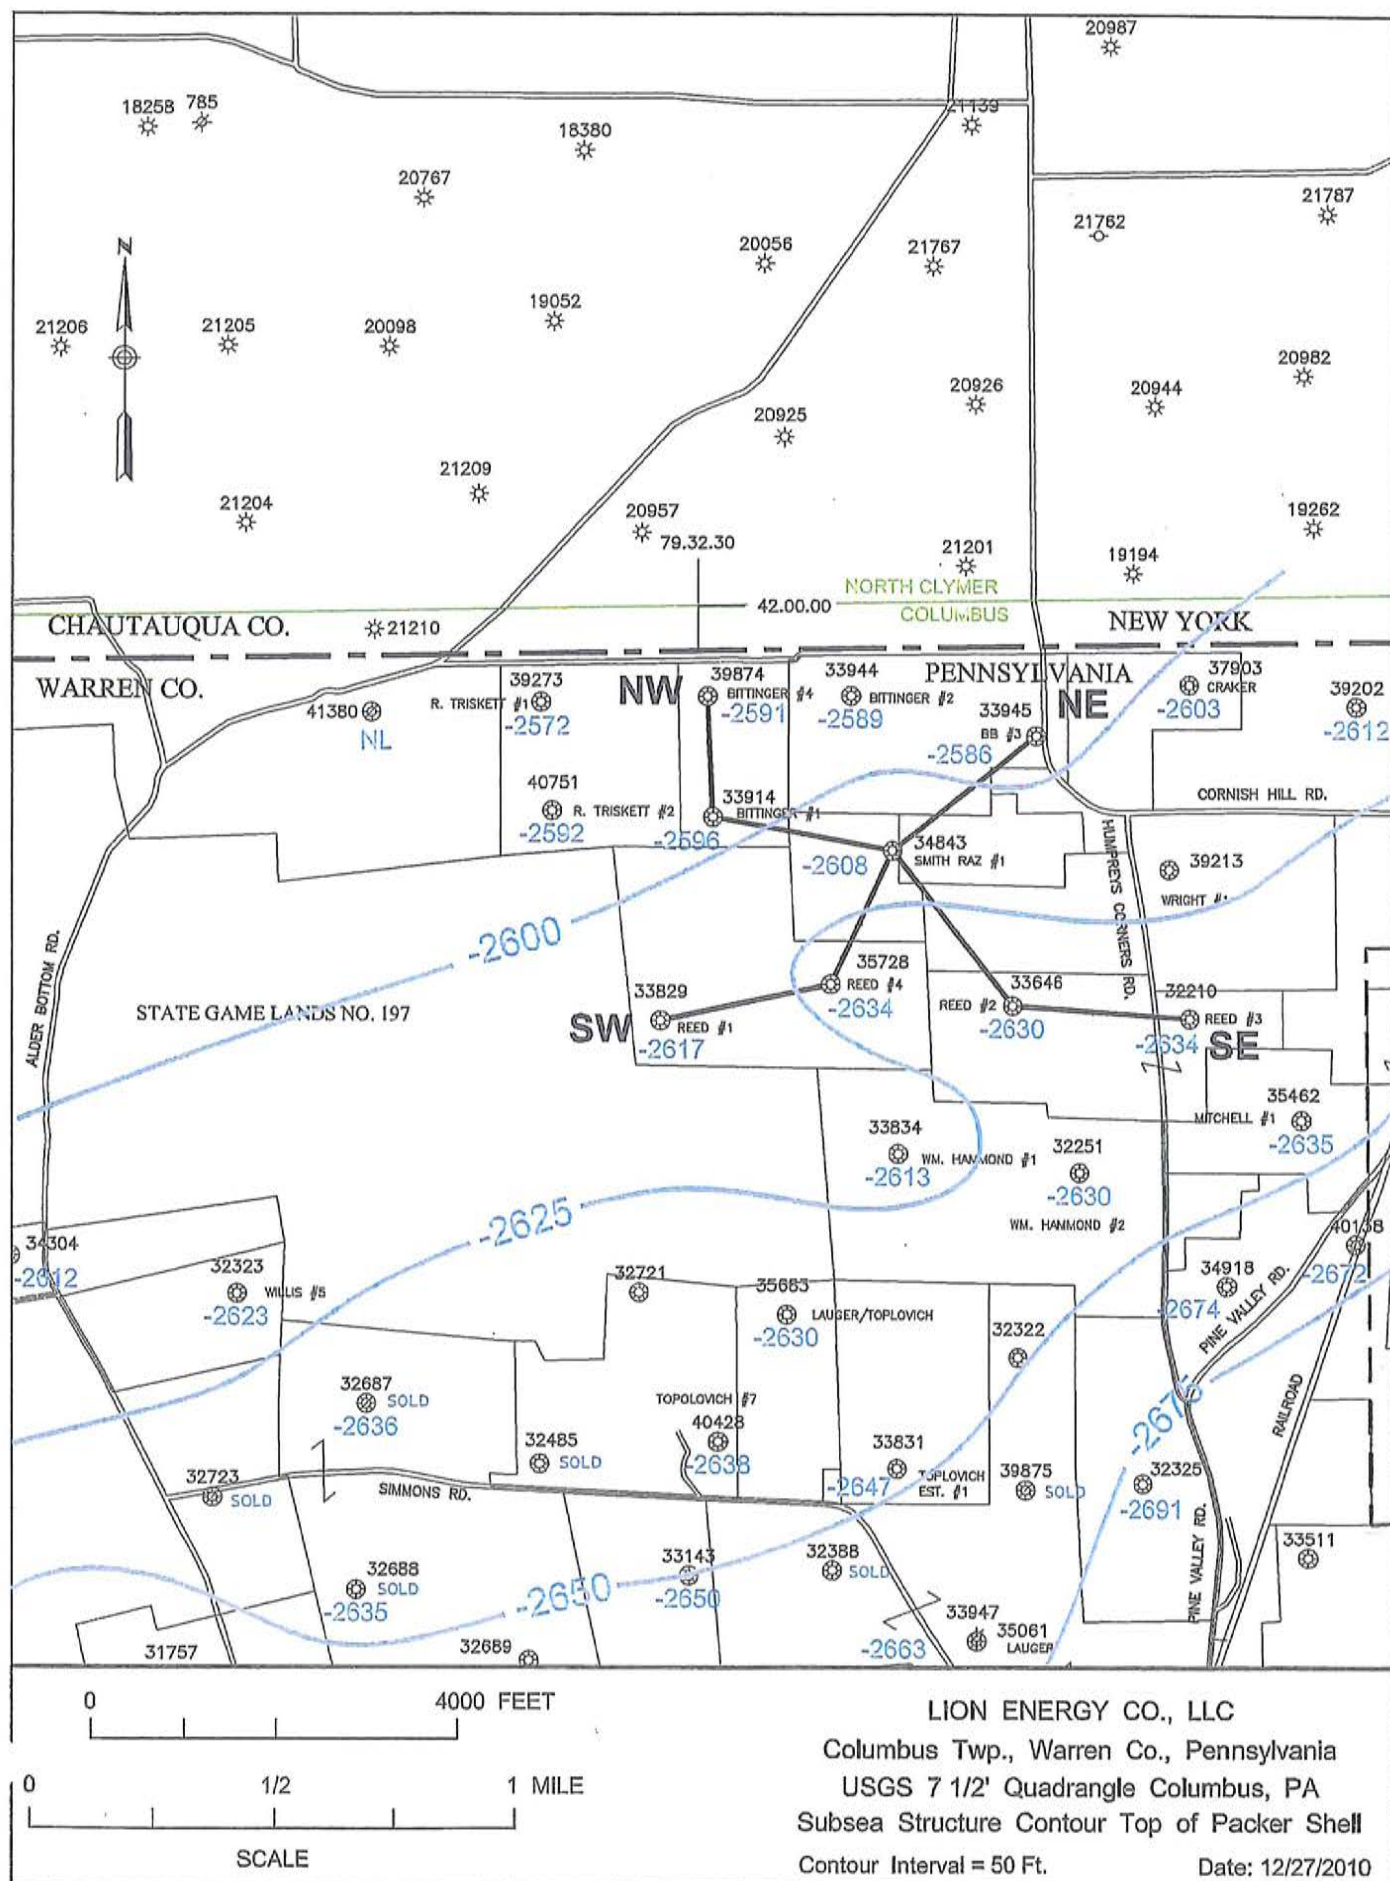 20987
18258 785
21139
18380
20767
21787
21762
20056
21767
N
19052
21206
21205
20098
20982
20926
20944
20925
21209
21204
20957
19262
79.32.30
21201
19194
NORTH CLYMER
42.00.00
COLUMBUS
CHAUTAUQUA CO.
21210
NEW YORK
WARREN CO.
PENNSYLVANIA
39273
R. TRISKETT #1
-2572
NW
39874
BITTINGER #4
-2591
33944
BITTINGER #2
-2589
NE
33945
BB #3
-2586
37903
CRAKER
-2603
39202
-2612
41380
NL
40751
R. TRISKETT #2
-2592
33914
BITTINGER #1
-2596
CORNISH HILL RD.
34843
SMITH RAZ #1
-2608
39213
WRIGHT #1
HUMPREYS CORNERS RD.
-2600
ALDER BOTTOM RD.
STATE GAME LANDS NO. 197
35728
REED #4
-2634
33829
SW
REED #1
-2617
33646
REED #2
-2630
32210
REED #3
-2634
SE
35462
MITCHELL #1
-2635
33834
WM. HAMMOND #1
-2613
32251
-2630
WM. HAMMOND #2
-2625
34304
-2612
32323
WILLIS #5
-2623
32721
35683
LAUGER/TOPLOVICH
-2630
40138
-2672
34918
-2674
PINE VALLEY RD.
32322
32687
SOLD
-2636
TOPOLOVICH #7
40428
-2638
-2675
RAILROAD
32485
SOLD
33831
TOPLOVICH
EST. #1
-2647
39875
SOLD
32325
-2691
32723
SOLD
SIMMONS RD.
PINE VALLEY RD.
33511
32688
SOLD
-2635
-2650
33143
-2650
32388
SOLD
33947
35061
LAUGER
-2663
31757
32689
0 4000 FEET
0 1/2 1 MILE
SCALE
LION ENERGY CO., LLC
Columbus Twp., Warren Co., Pennsylvania
USGS 7 1/2' Quadrangle Columbus, PA
Subsea Structure Contour Top of Packer Shell
Contour Interval = 50 Ft. Date: 12/27/2010